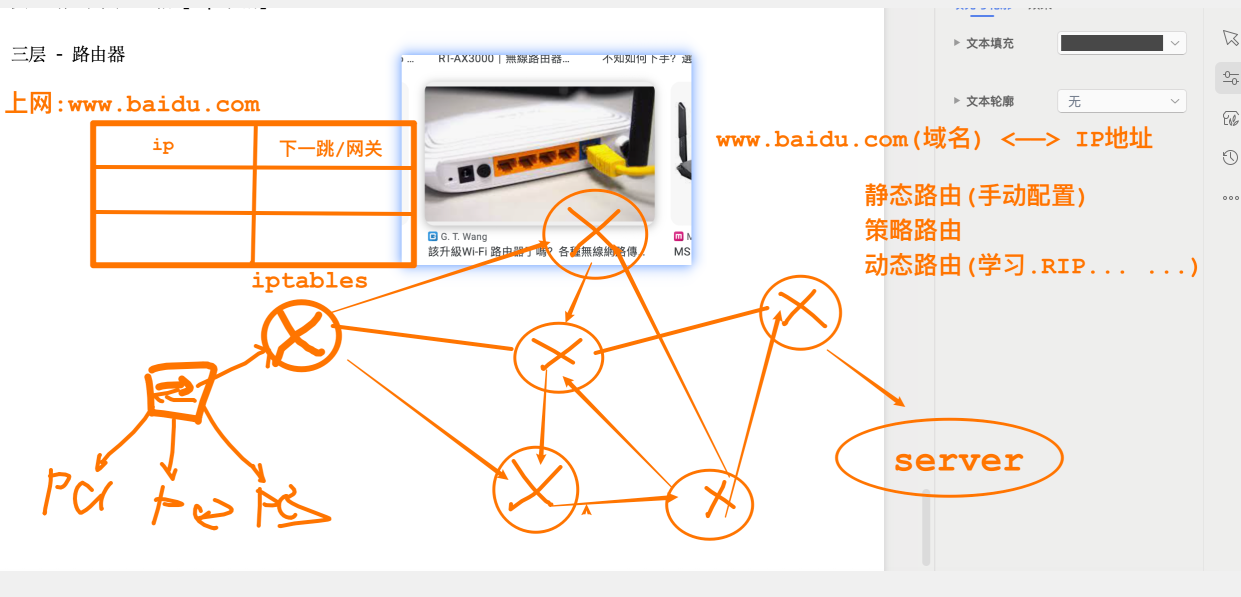 三层 - 路由器
文本填充
RT-AX3000｜無線路由器...
不知如何下手? 選
上网:www.baidu.com
文本轮廓
无
ip
下一跳/网关
www.baidu.com(域名) <——> IP地址
静态路由(手动配置)
策略路由
动态路由(学习.RIP... ...)
G. T. Wang
該升級Wi-Fi 路由器了嗎? 各種無線網路傳...
MS
iptables
server
PC
PC
PC